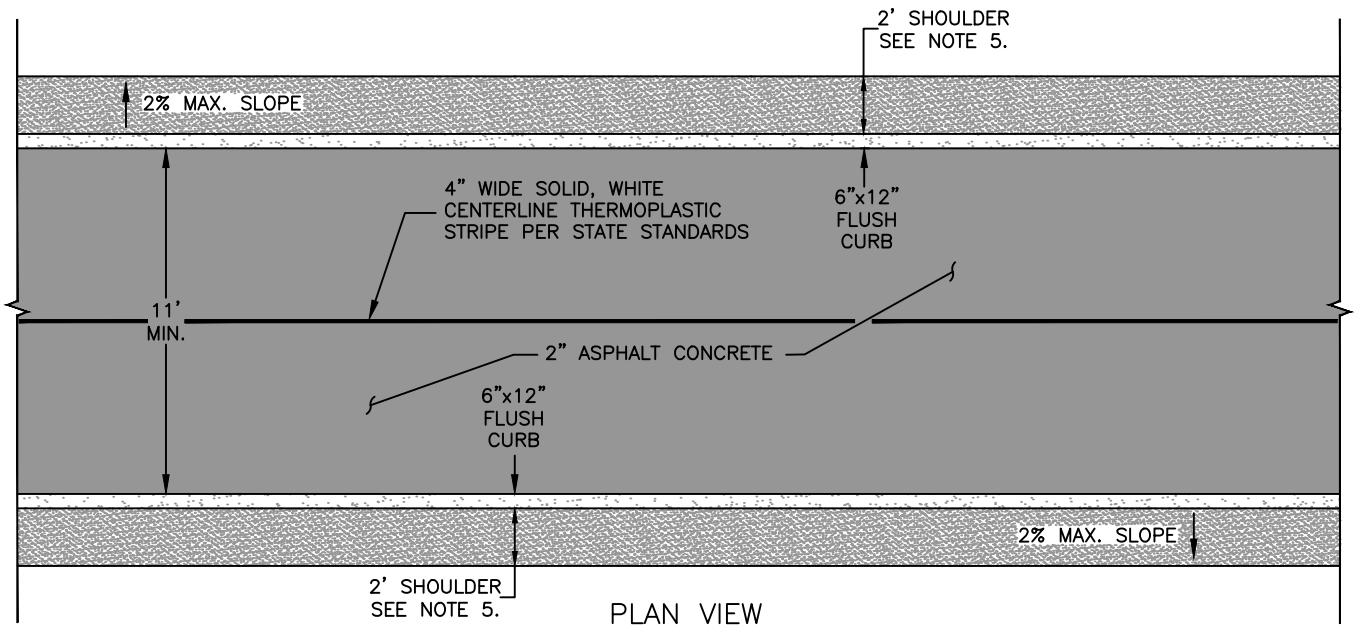 2’ SHOULDER
SEE NOTE 5.
2% MAX. SLOPE
4” WIDE SOLID, WHITE
CENTERLINE THERMOPLASTIC
STRIPE PER STATE STANDARDS
6”x12”
FLUSH
CURB
11’
MIN.
2” ASPHALT CONCRETE
6”x12”
FLUSH
CURB
2% MAX. SLOPE
2’ SHOULDER
SEE NOTE 5.
PLAN VIEW